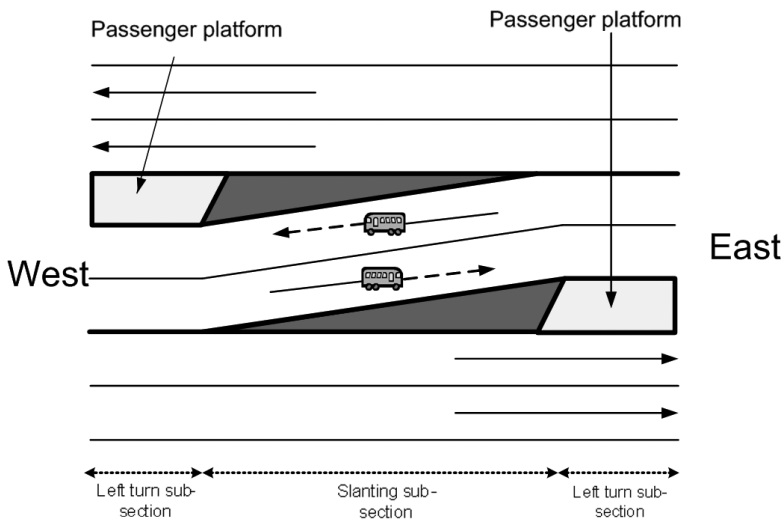 Passenger platform
Passenger platform
West
East
Left turn sub-
section
Slanting sub-
section
Left turn sub-
section